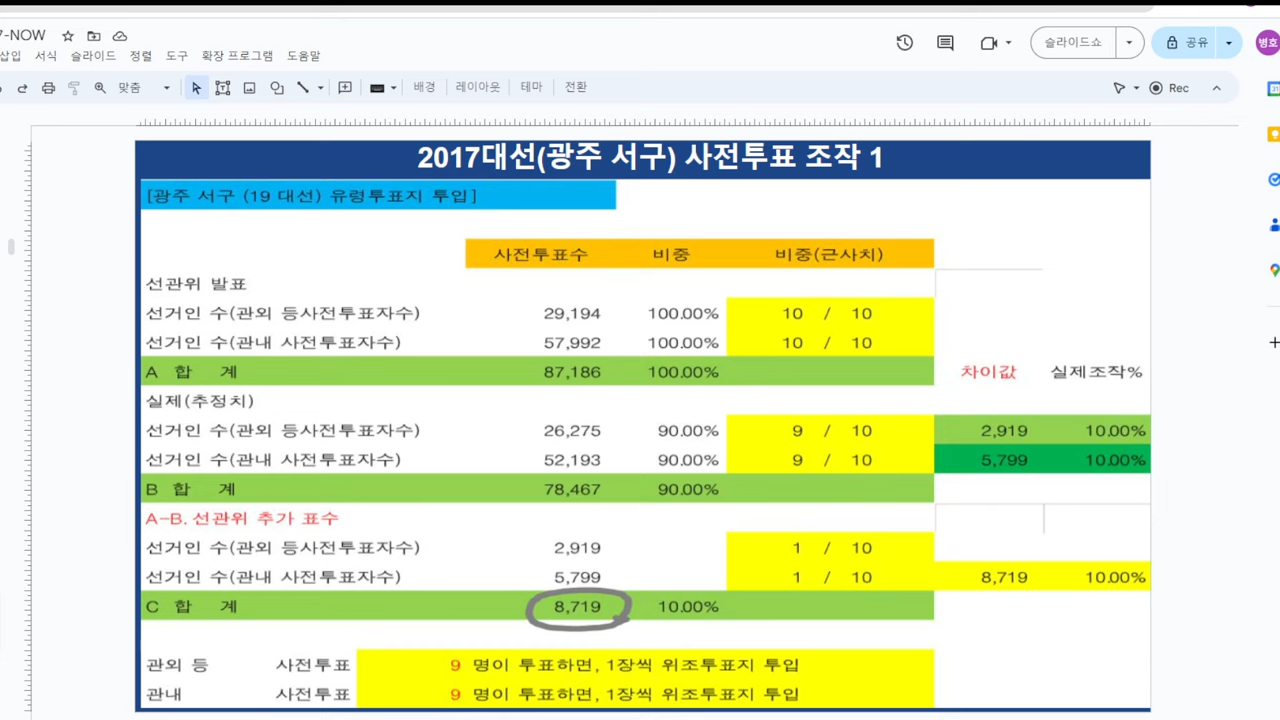 7-NOW
삽입 서식 슬라이드 정렬 도구 확장 프로그램 도움말
슬라이드쇼 공유 병호
맞춤 배경 레이아웃 테마 전환 Rec
2017대선(광주 서구) 사전투표 조작 1
[광주 서구 (19 대선) 유령투표지 투입]
사전투표수 비중 비중(근사치)
선관위 발표
선거인 수(관외 등사전투표자수) 29,194 100.00% 10 / 10
선거인 수(관내 사전투표자수) 57,992 100.00% 10 / 10
A 합 계 87,186 100.00% 차이값 실제조작%
실제(추정치)
선거인 수(관외 등사전투표자수) 26,275 90.00% 9 / 10 2,919 10.00%
선거인 수(관내 사전투표자수) 52,193 90.00% 9 / 10 5,799 10.00%
B 합 계 78,467 90.00%
A-B. 선관위 추가 표수
선거인 수(관외 등사전투표자수) 2,919 1 / 10
선거인 수(관내 사전투표자수) 5,799 1 / 10 8,719 10.00%
C 합 계 8,719 10.00%
관외 등 사전투표 9 명이 투표하면, 1장씩 위조투표지 투입
관내 사전투표 9 명이 투표하면, 1장씩 위조투표지 투입